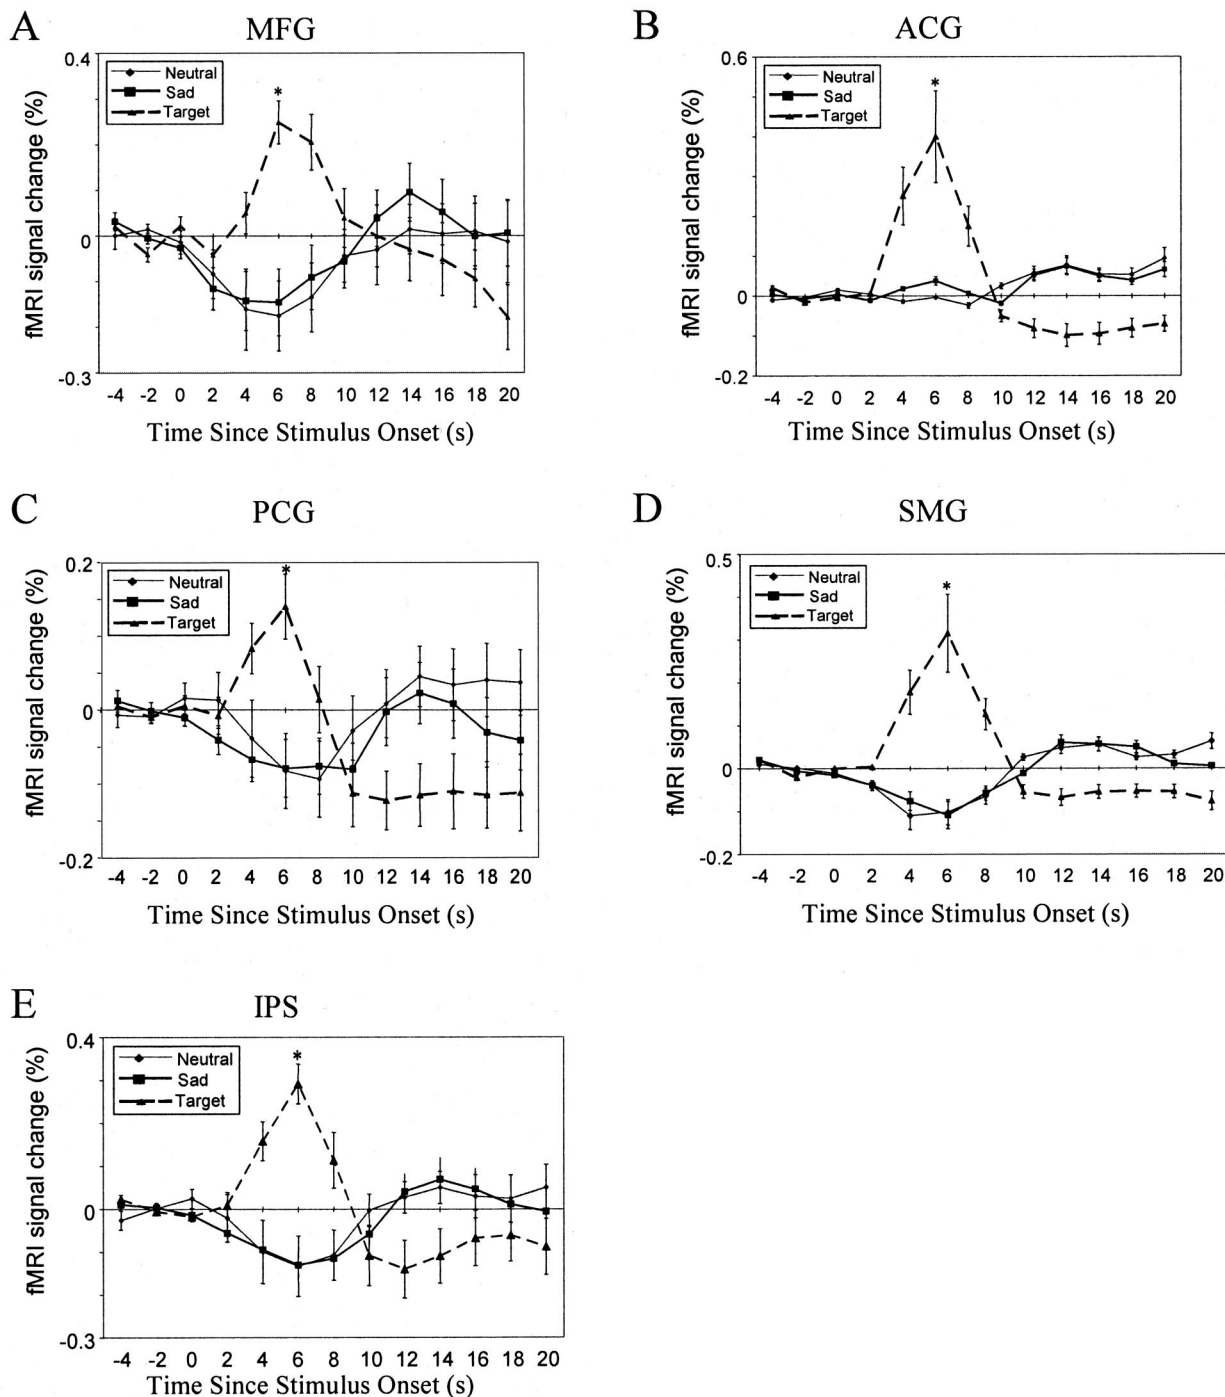 A
MFG
0.4
Neutral
Sad
Target
*
fMRI signal change (%)
0
-0.3
-4 -2 0 2 4 6 8 10 12 14 16 18 20
Time Since Stimulus Onset (s)
B
ACG
0.6
Neutral
Sad
Target
*
fMRI signal change (%)
0
-0.2
-4 -2 0 2 4 6 8 10 12 14 16 18 20
Time Since Stimulus Onset (s)
C
PCG
0.2
Neutral
Sad
Target
*
fMRI signal change (%)
0
-0.2
-4 -2 0 2 4 6 8 10 12 14 16 18 20
Time Since Stimulus Onset (s)
D
SMG
0.5
Neutral
Sad
Target
*
fMRI signal change (%)
0
-0.2
-4 -2 0 2 4 6 8 10 12 14 16 18 20
Time Since Stimulus Onset (s)
E
IPS
0.4
Neutral
Sad
Target
*
fMRI signal change (%)
0
-0.3
-4 -2 0 2 4 6 8 10 12 14 16 18 20
Time Since Stimulus Onset (s)